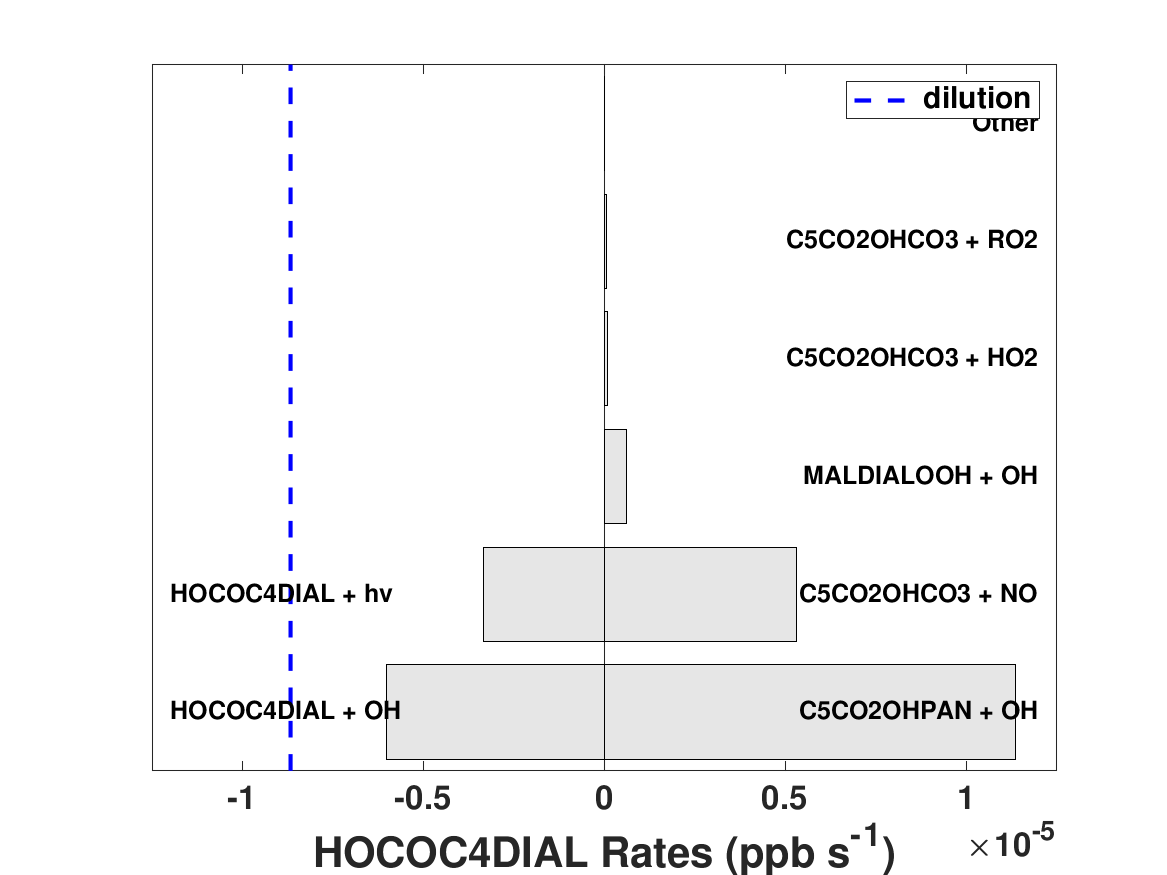 dilution
Other
C5CO2OHCO3 + RO2
C5CO2OHCO3 + HO2
MALDIALOOH + OH
HOCOC4DIAL + hv C5CO2OHCO3 + NO
HOCOC4DIAL + OH C5CO2OHPAN + OH
-1 -0.5 0 0.5 1
HOCOC4DIAL Rates (ppb s⁻¹) ×10⁻⁵